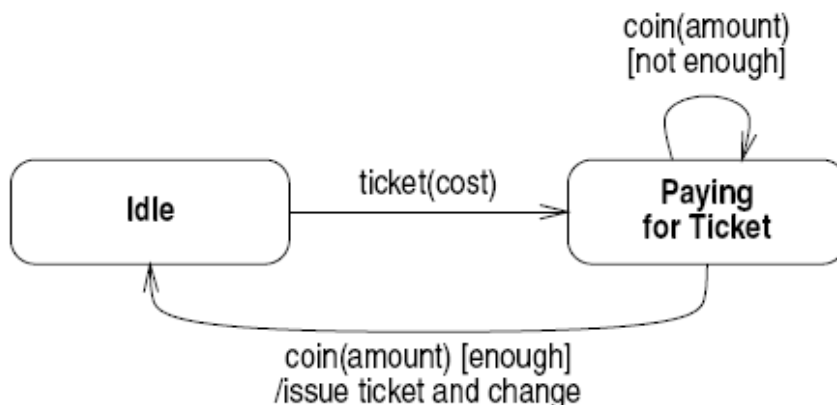 coin(amount)
[not enough]
Idle
ticket(cost)
Paying
for Ticket
coin(amount) [enough]
/issue ticket and change